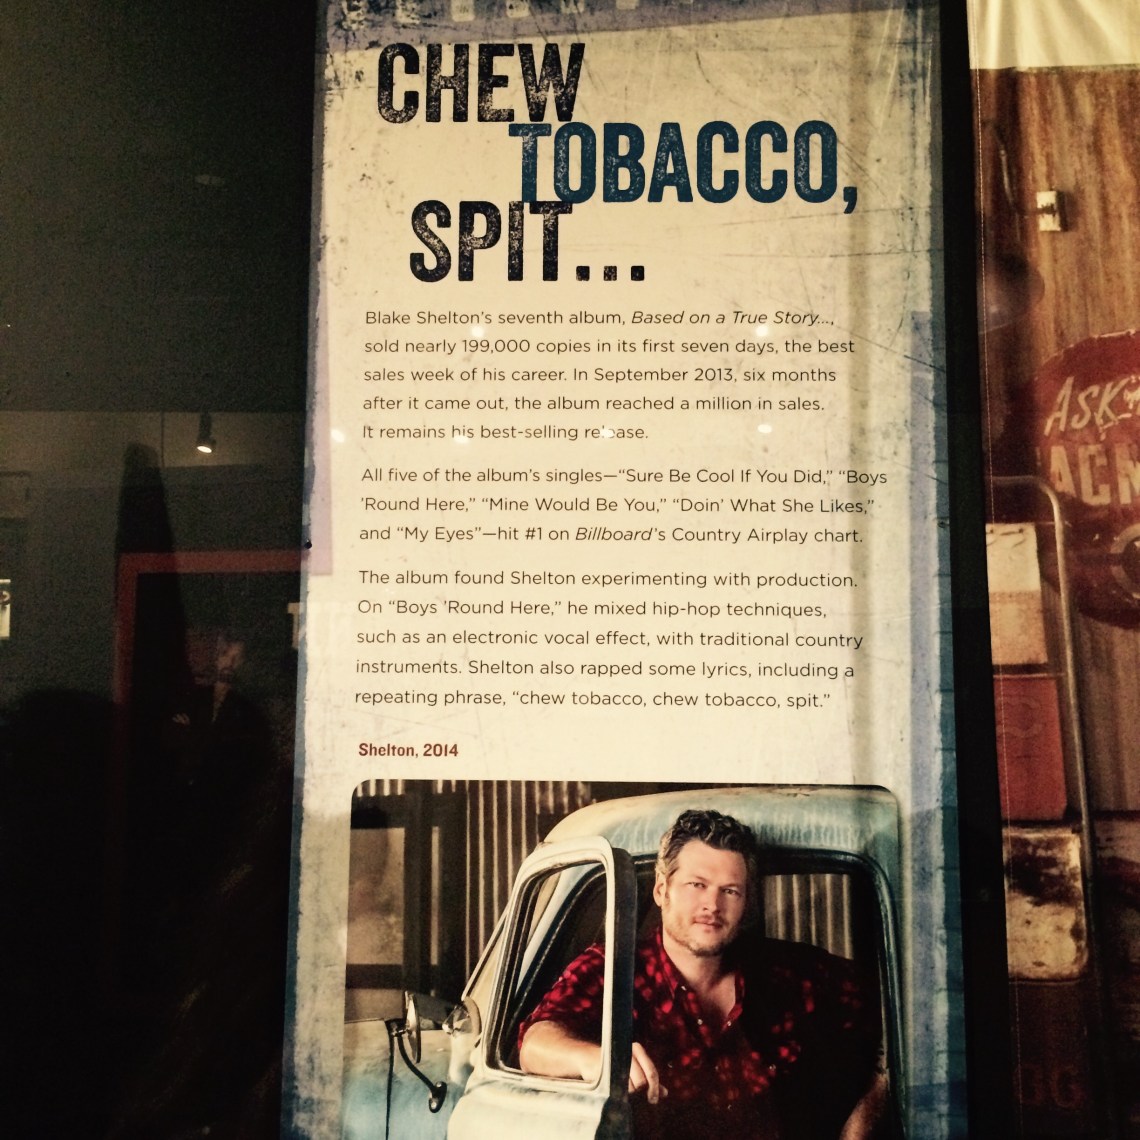 CHEW
TOBACCO,
SPIT...
Blake Shelton's seventh album, Based on a True Story...,
sold nearly 199,000 copies in its first seven days, the best
sales week of his career. In September 2013, six months
after it came out, the album reached a million in sales.
It remains his best-selling release.
All five of the album's singles—“Sure Be Cool If You Did,” “Boys
'Round Here,” “Mine Would Be You,” “Doin' What She Likes,”
and “My Eyes”—hit #1 on Billboard's Country Airplay chart.
The album found Shelton experimenting with production.
On “Boys 'Round Here,” he mixed hip-hop techniques,
such as an electronic vocal effect, with traditional country
instruments. Shelton also rapped some lyrics, including a
repeating phrase, “chew tobacco, chew tobacco, spit.”
Shelton, 2014
ASK